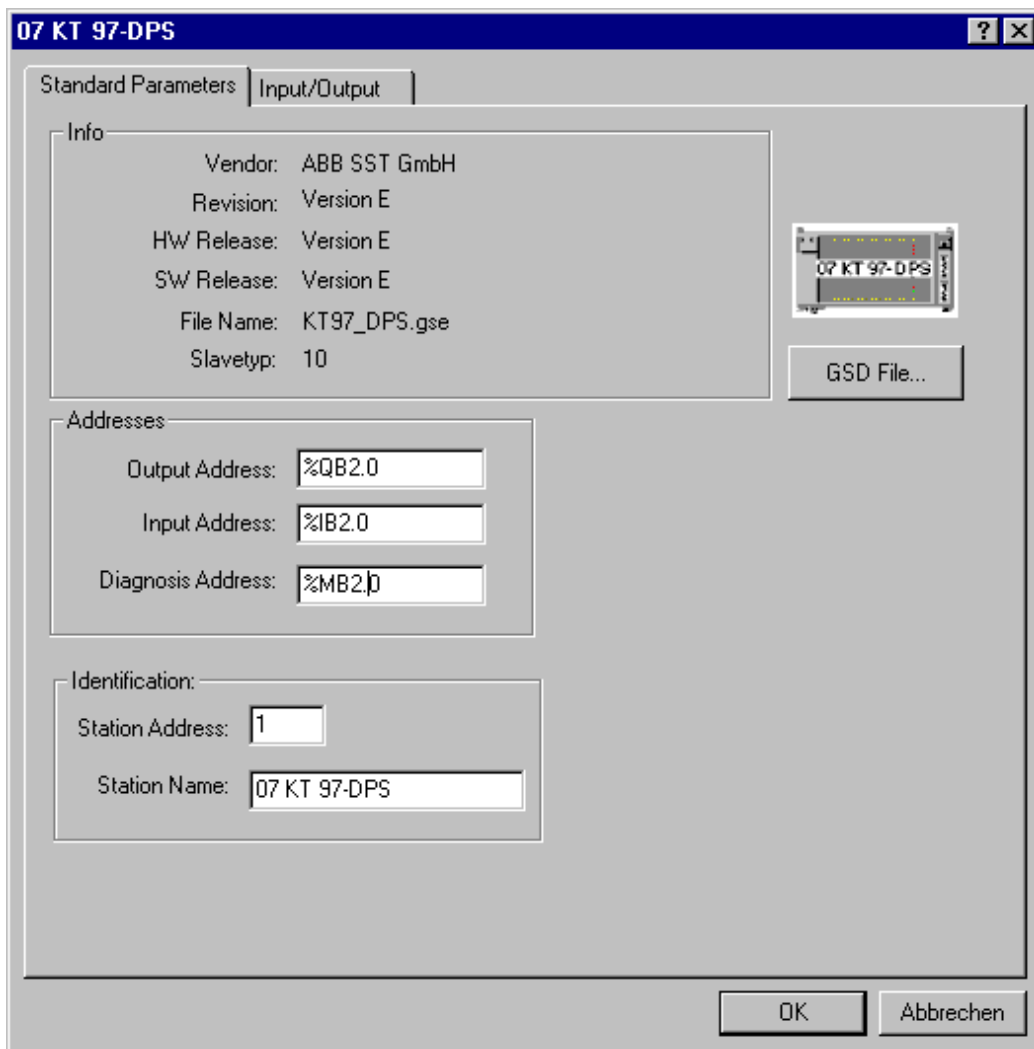 07 KT 97-DPS
Standard Parameters
Input/Output
Info
Vendor: ABB SST GmbH
Revision: Version E
HW Release: Version E
SW Release: Version E
File Name: KT97_DPS.gse
Slavetyp: 10
07 KT 97-DPS
GSD File...
Addresses
Output Address: %QB2.0
Input Address: %IB2.0
Diagnosis Address: %MB2.0
Identification:
Station Address: 1
Station Name: 07 KT 97-DPS
OK
Abbrechen